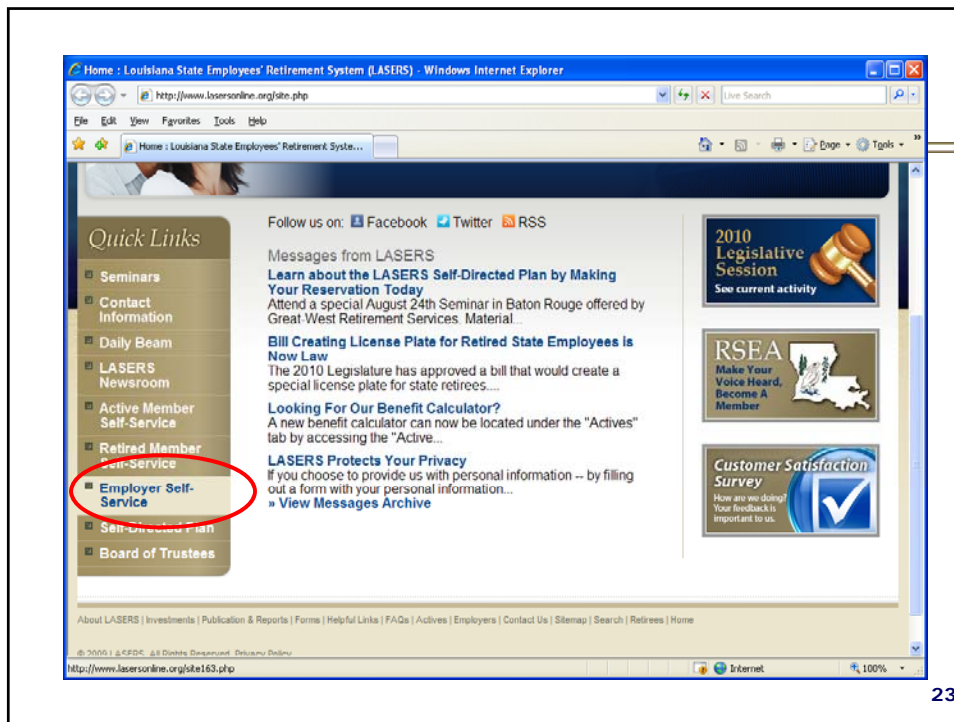 Home : Louisiana State Employees' Retirement System (LASERS) - Windows Internet Explorer
http://www.lasersonline.org/site.php
Live Search
File Edit View Favorites Tools Help
Home : Louisiana State Employees' Retirement Syste...
Page Tools
Quick Links
Seminars
Contact
Information
Daily Beam
LASERS
Newsroom
Active Member
Self-Service
Retired Member
Self-Service
Employer Self-
Service
Self-Directed Plan
Board of Trustees
Follow us on: Facebook Twitter RSS
Messages from LASERS
Learn about the LASERS Self-Directed Plan by Making
Your Reservation Today
Attend a special August 24th Seminar in Baton Rouge offered by
Great-West Retirement Services. Material...
Bill Creating License Plate for Retired State Employees is
Now Law
The 2010 Legislature has approved a bill that would create a
special license plate for state retirees....
Looking For Our Benefit Calculator?
A new benefit calculator can now be located under the "Actives"
tab by accessing the "Active...
LASERS Protects Your Privacy
If you choose to provide us with personal information -- by filling
out a form with your personal information...
» View Messages Archive
2010
Legislative
Session
See current activity
RSEA
Make Your
Voice Heard,
Become A
Member
Customer Satisfaction
Survey
How are we doing?
Your feedback is
important to us.
About LASERS | Investments | Publication & Reports | Forms | Helpful Links | FAQs | Actives | Employers | Contact Us | Sitemap | Search | Retirees | Home
© 2009 LASERS. All Rights Reserved. Privacy Policy
http://www.lasersonline.org/site163.php
Internet
100%
23